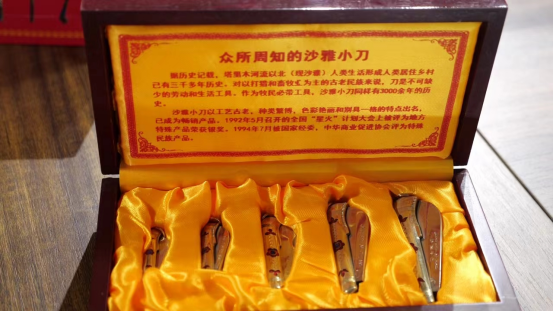 众所周知的沙雅小刀
据历史记载，塔里木河流以北（现沙雅）人类生活形成人类居住乡村
已有三千多年历史。对以打猎和畜牧汇为主的古老民族来说，刀是不可缺
少的劳动和生活工具。作为牧民必带工具，沙雅小刀同样有3000余年的历
史。
沙雅小刀以工艺古老，种类繁博，色彩艳丽和别具一格的特点出名，
已成为畅销产品。1992年5月召开的全国“星火”计划大会上被评为地方
特殊产品荣获银奖。1994年7月被国家经委、中华商业促进协会评为特殊
民族产品。